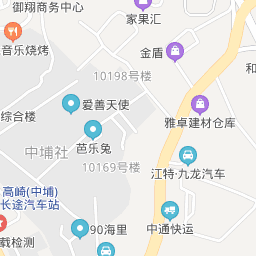 御翔商务中心
家果汇
音乐烧烤
金盾
和
10198号楼
爱善天使
综合楼
雅卓建材仓库
芭乐兔
中埔社
10169号楼
江特·九龙汽车
高崎(中埔)
长途汽车站
90海里
中通快运
载检测